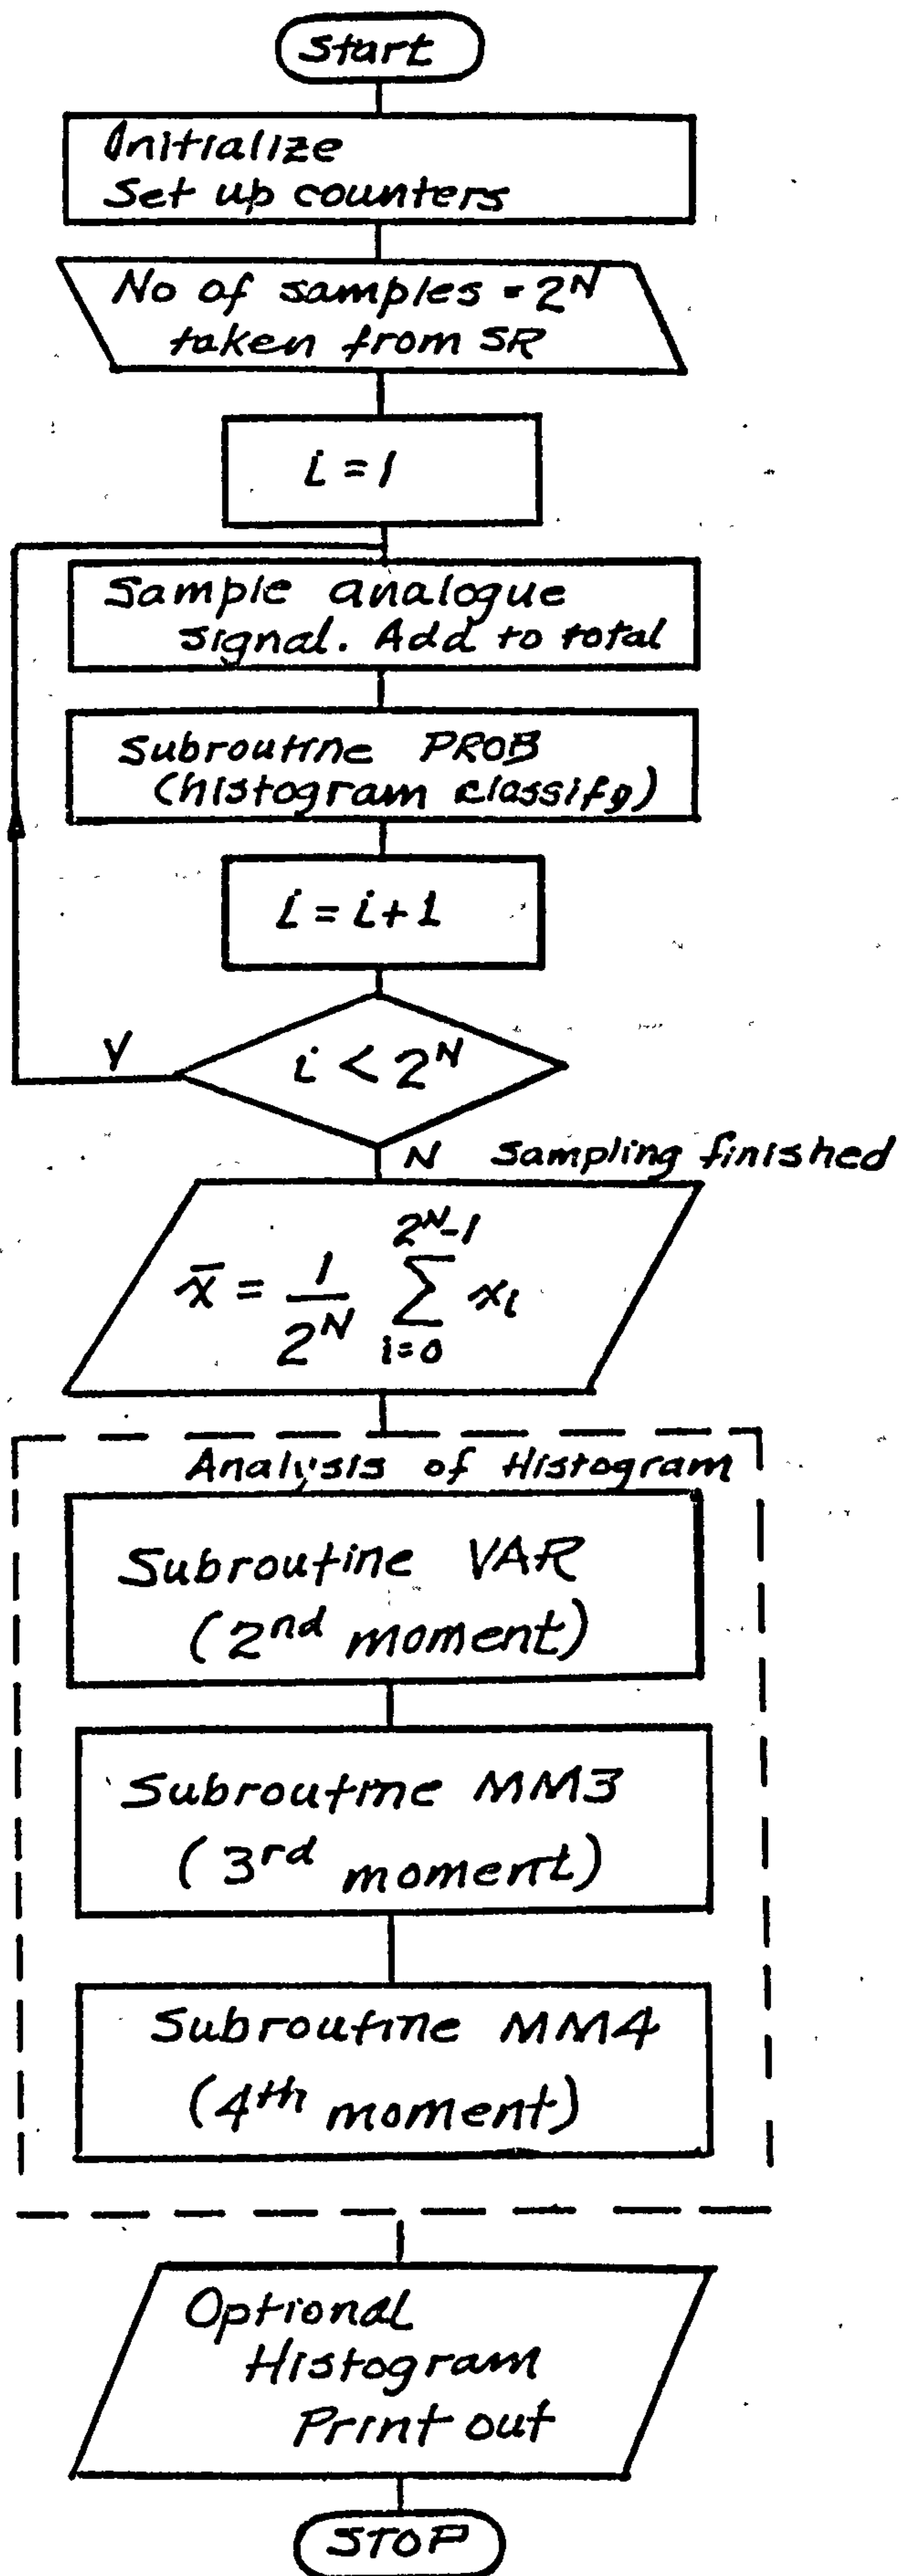 Start
Initialize
Set up counters
No of samples = 2^N
taken from SR
i = 1
Sample analogue
signal. Add to total
Subroutine PROB
(histogram classify)
i = i+1
i < 2^N
Y
N sampling finished
x̄ = 1/2^N ∑_{i=0}^{2^N-1} x_i
Analysis of Histogram
Subroutine VAR
(2nd moment)
Subroutine MM3
(3rd moment)
Subroutine MM4
(4th moment)
Optional
Histogram
Print out
STOP